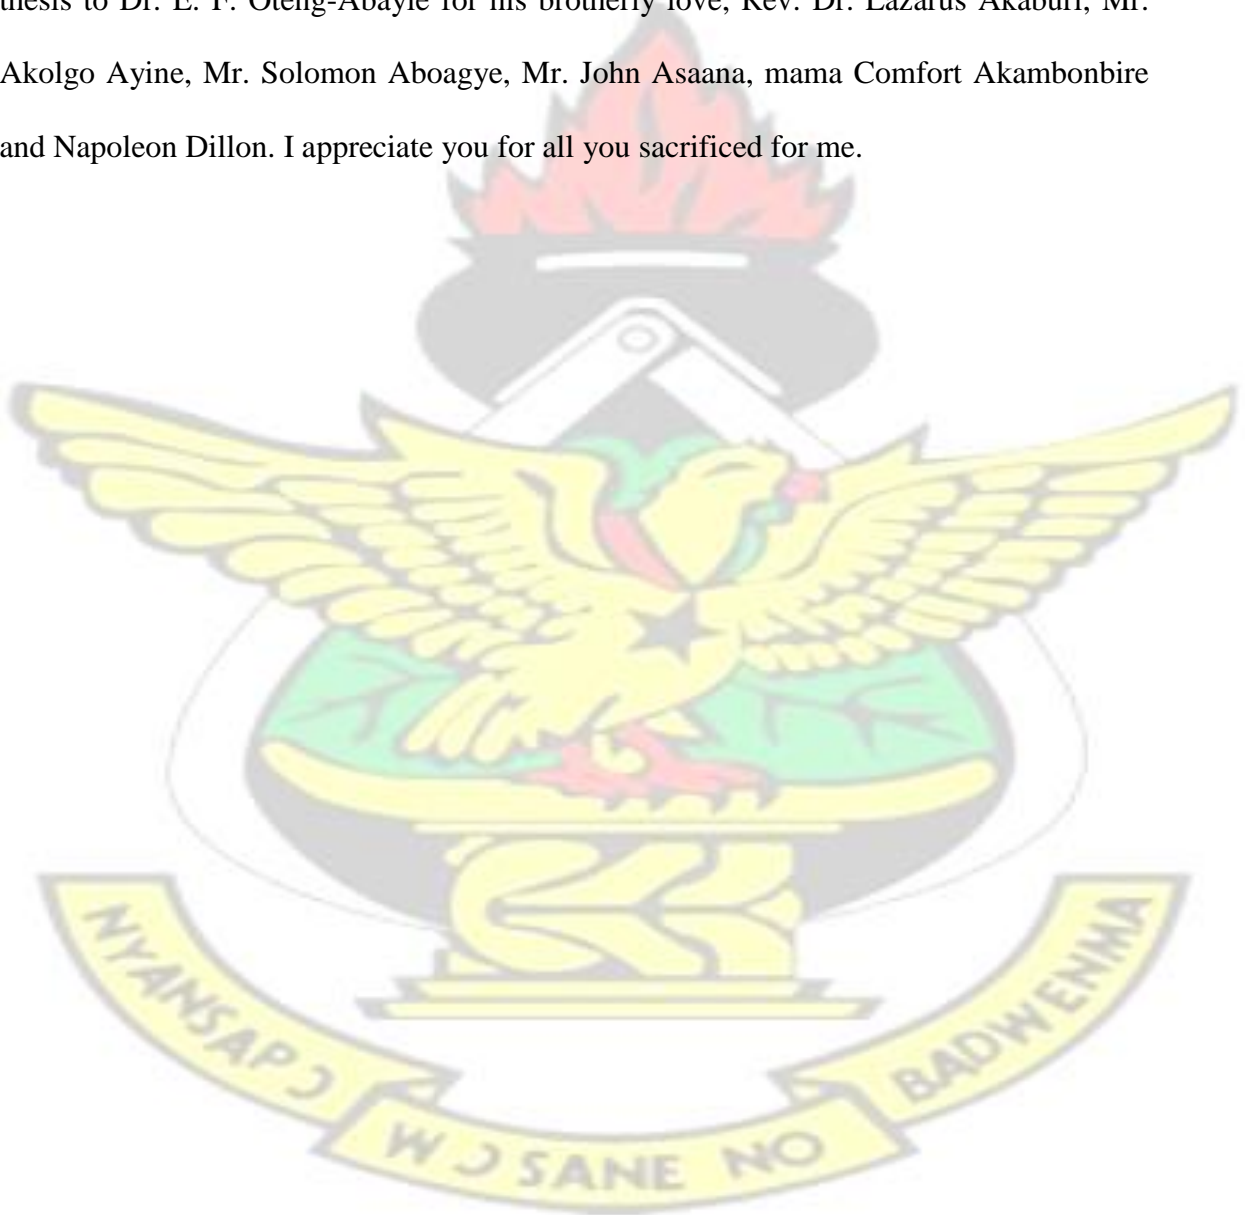 thesis to Dr. E. F. Oteng-Abayie for his brotherly love, Rev. Dr. Lazarus Akaburi, Mr.
Akolgo Ayine, Mr. Solomon Aboagye, Mr. John Asaana, mama Comfort Akambonbire
and Napoleon Dillon. I appreciate you for all you sacrificed for me.
NYANSAPƆ
WƆ SANE NO
BADWENMA